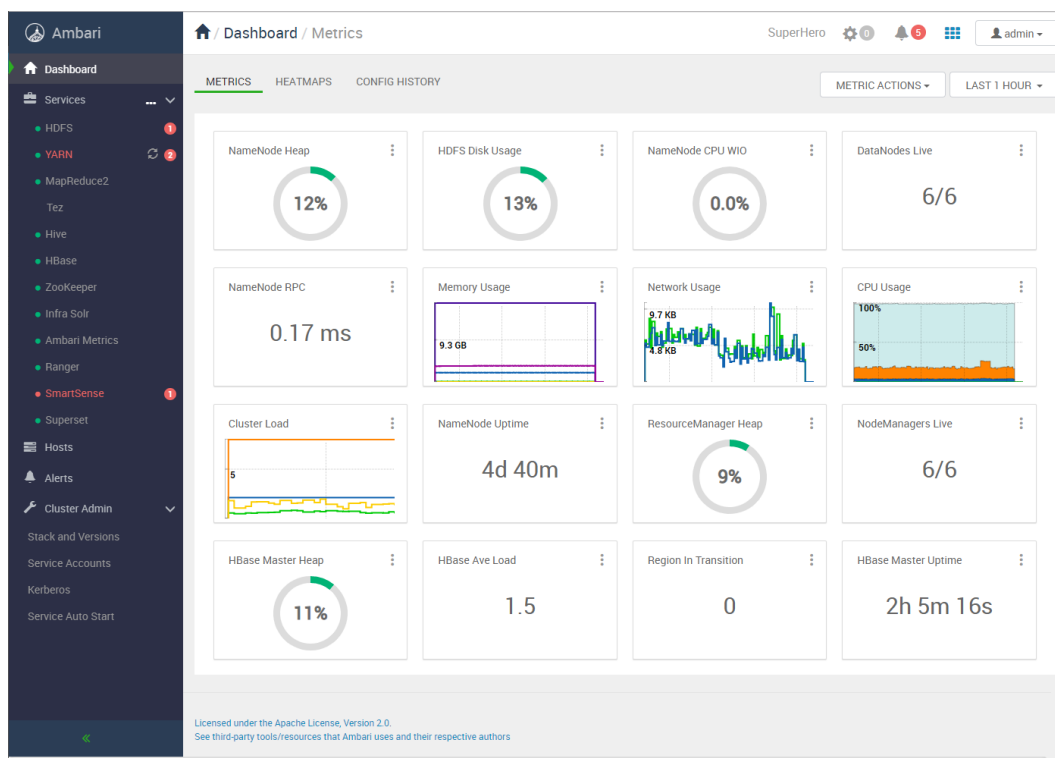 Ambari
Dashboard / Metrics
SuperHero
0
5
admin
Dashboard
Services
HDFS
1
YARN
2
MapReduce2
Tez
Hive
HBase
ZooKeeper
Infra Solr
Ambari Metrics
Ranger
SmartSense
1
Superset
Hosts
Alerts
Cluster Admin
Stack and Versions
Service Accounts
Kerberos
Service Auto Start
METRICS HEATMAPS CONFIG HISTORY
METRIC ACTIONS
LAST 1 HOUR
NameNode Heap
12%
HDFS Disk Usage
13%
NameNode CPU WIO
0.0%
DataNodes Live
6/6
NameNode RPC
0.17 ms
Memory Usage
9.3 GB
Network Usage
9.7 KB
4.8 KB
CPU Usage
100%
50%
Cluster Load
5
NameNode Uptime
4d 40m
ResourceManager Heap
9%
NodeManagers Live
6/6
HBase Master Heap
11%
HBase Ave Load
1.5
Region In Transition
0
HBase Master Uptime
2h 5m 16s
Licensed under the Apache License, Version 2.0.
See third-party tools/resources that Ambari uses and their respective authors